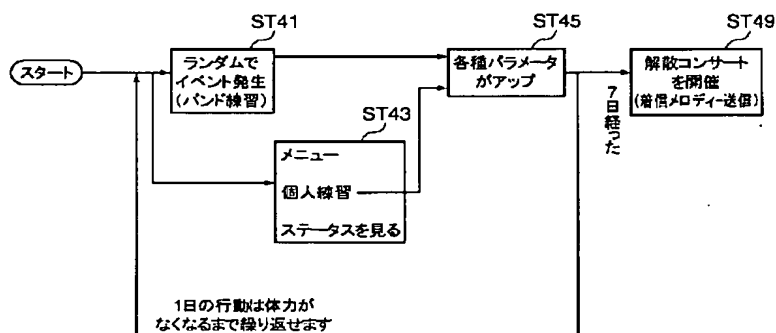 ST41
ST45
ST49
スタート
ランダムで
イベント発生
(バンド練習)
各種パラメータ
がアップ
解散コンサート
を開催
(着信メロディー送信)
7日経った
ST43
メニュー
個人練習
ステータスを見る
1日の行動は体力が
なくなるまで繰り返せます